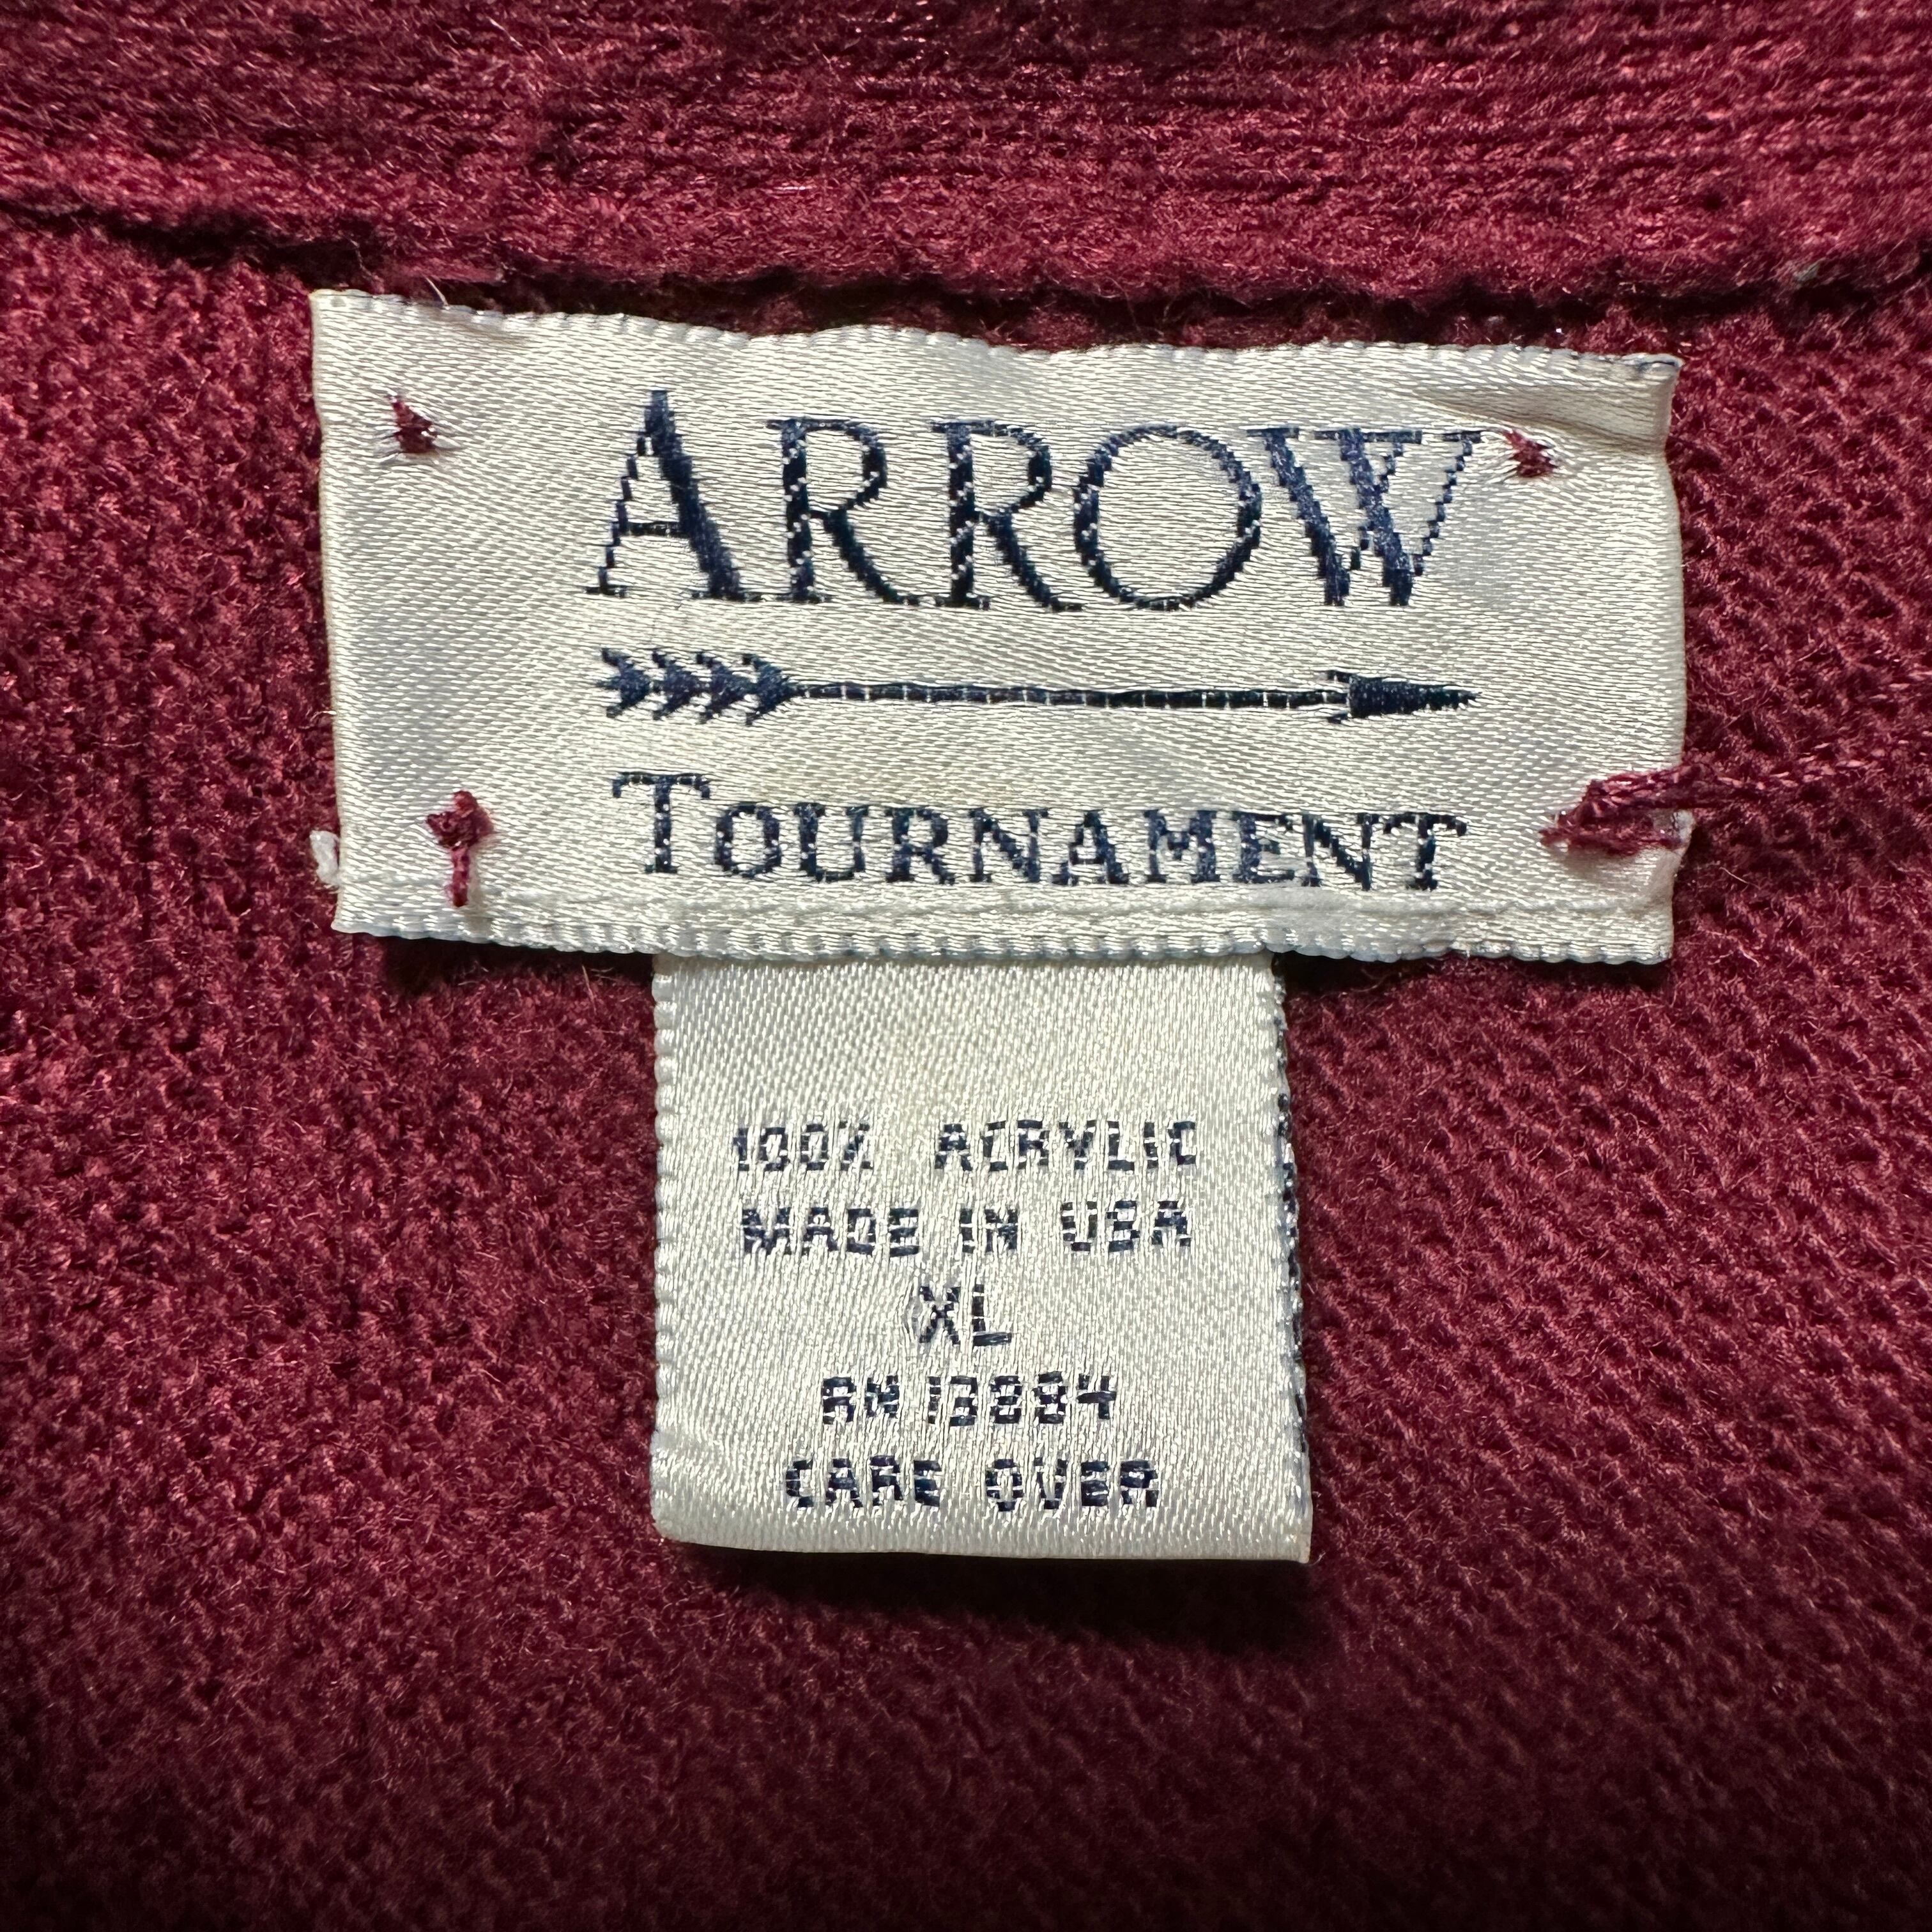 ARROW
TOURNAMENT
100% ACRYLIC
MADE IN USA
XL
RN 13884
CARE OVER